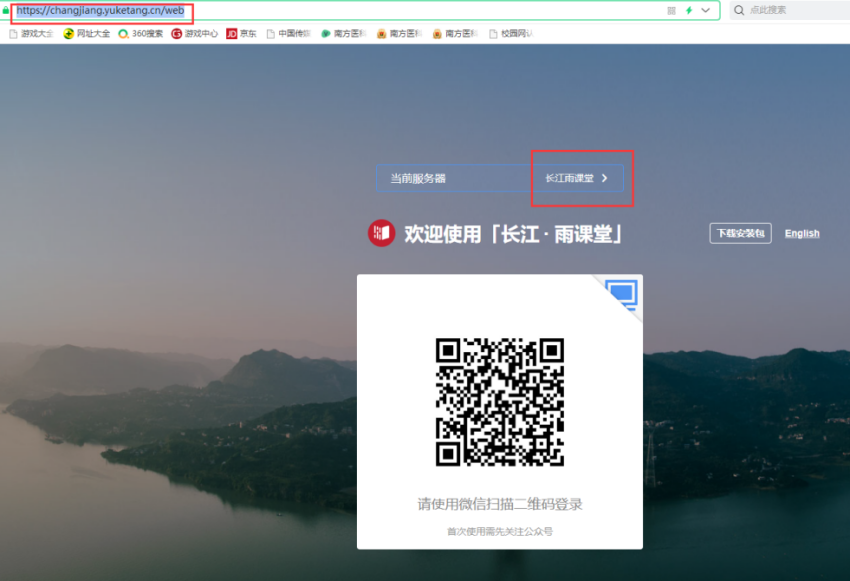 https://changjiang.yuketang.cn/web
点此搜索
游戏大全
网址大全
360搜索
游戏中心
JD 京东
中国传媒
南方医科
南方医科
南方医科
校园网认
当前服务器
长江雨课堂
欢迎使用「长江 · 雨课堂」
下载安装包
English
请使用微信扫描二维码登录
首次使用需先关注公众号